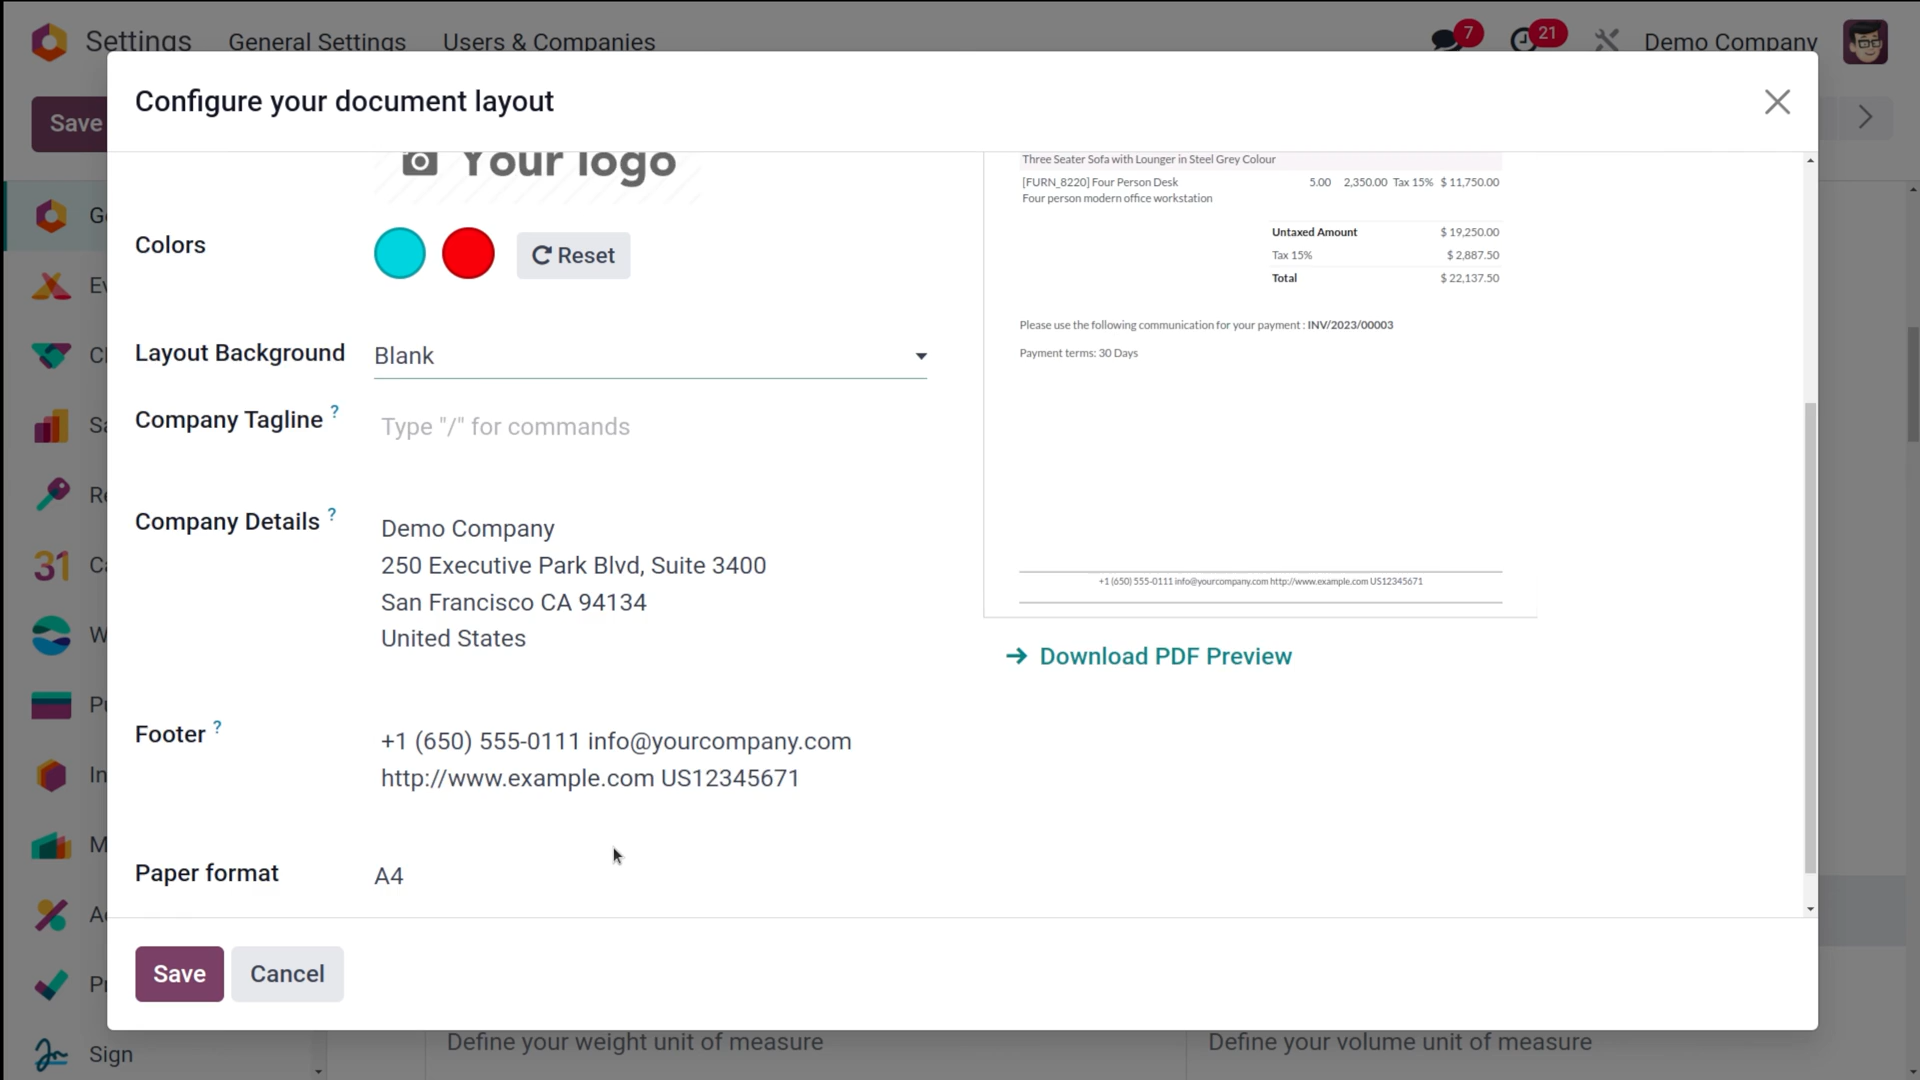 Settings General Settings Users & Companies 7 21 Demo Company
Save
Configure your document layout
Your logo
Colors Reset
Layout Background Blank
Company Tagline ? Type "/" for commands
Company Details ? Demo Company
250 Executive Park Blvd, Suite 3400
San Francisco CA 94134
United States
Footer ? +1 (650) 555-0111 info@yourcompany.com
http://www.example.com US12345671
Paper format A4
Save Cancel
Three Seater Sofa with Lounger in Steel Grey Colour
[FURN_8220] Four Person Desk 5.00 2,350.00 Tax 15% $ 11,750.00
Four person modern office workstation
Untaxed Amount $ 19,250.00
Tax 15% $ 2,887.50
Total $ 22,137.50
Please use the following communication for your payment : INV/2023/00003
Payment terms: 30 Days
+1 (650) 555-0111 info@yourcompany.com http://www.example.com US12345671
Download PDF Preview
31
Sign
Define your weight unit of measure Define your volume unit of measure